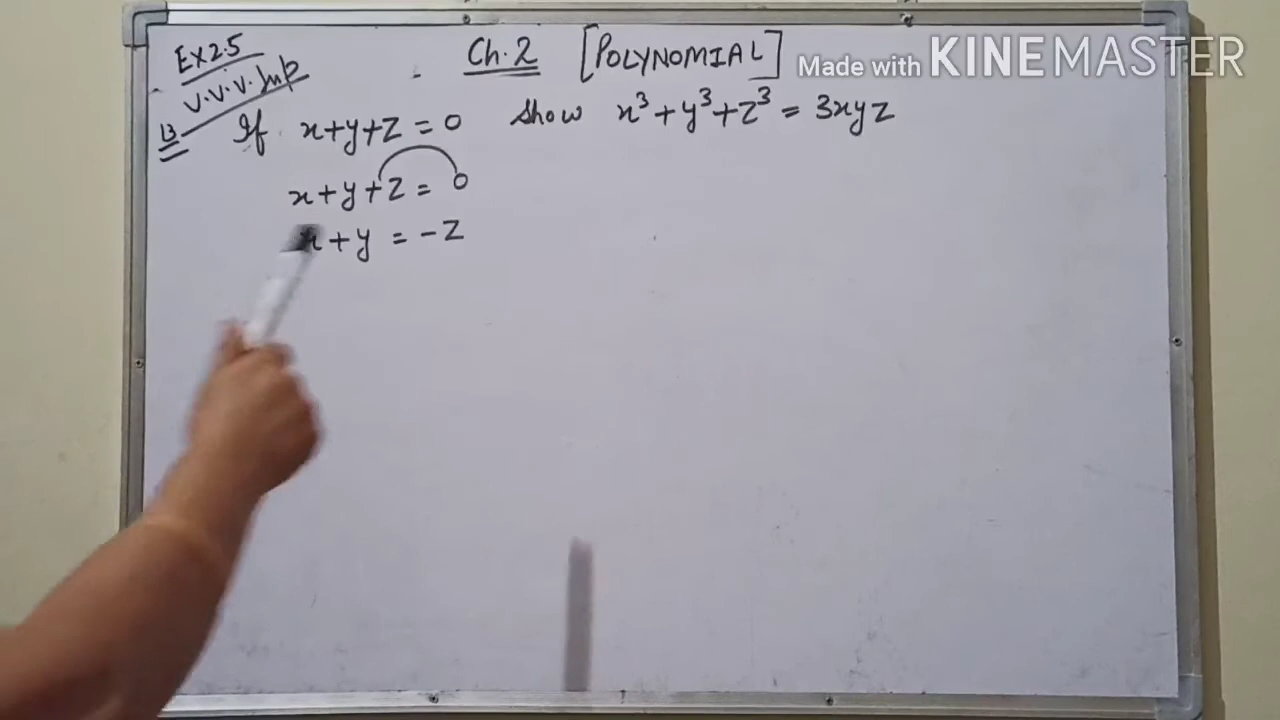 Ex 2.5
Ch. 2 [POLYNOMIAL]
Made with KINEMASTER
V.V.V. Imp
13 If x+y+z = 0 show x³+y³+z³ = 3xyz
x+y+z = 0
x+y = -z